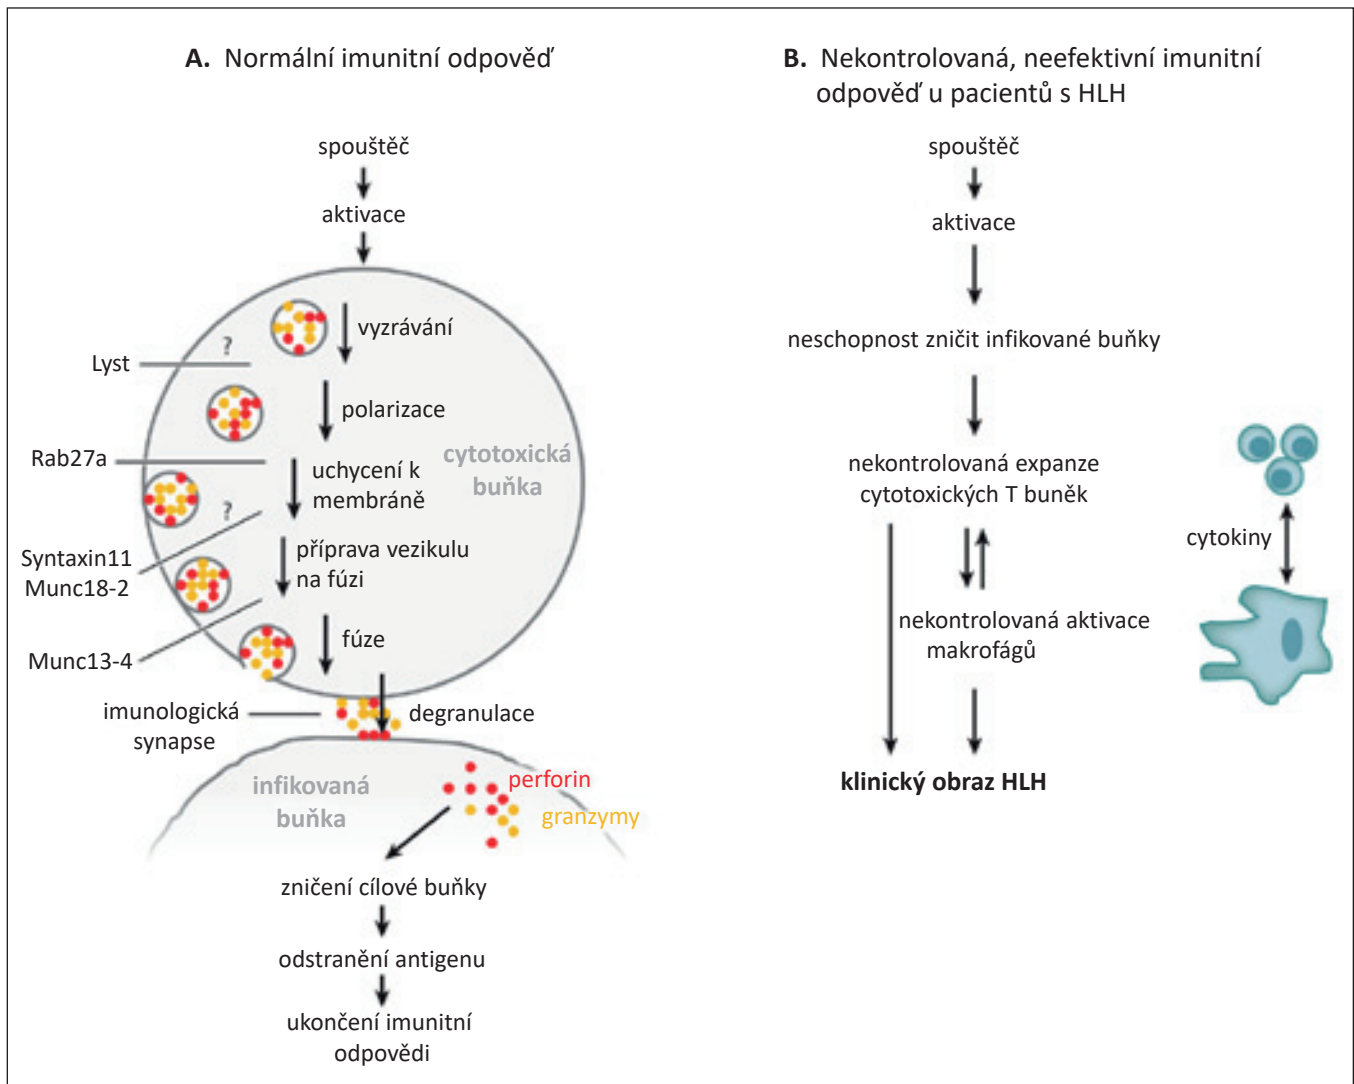 A. Normální imunitní odpověď
spouštěč
aktivace
vyzrávání
?
Lyst
polarizace
cytotoxická
buňka
Rab27a
uchycení k
membráně
?
Syntaxin11
Munc18-2
příprava vezikulu
na fúzi
Munc13-4
fúze
imunologická
synapse
degranulace
infikovaná
buňka
perforin
granzymy
zničení cílové buňky
odstranění antigenu
ukončení imunitní
odpovědi
B. Nekontrolovaná, neefektivní imunitní
odpověď u pacientů s HLH
spouštěč
aktivace
neschopnost zničit infikované buňky
nekontrolovaná expanze
cytotoxických T buněk
cytokiny
nekontrolovaná aktivace
makrofágů
klinický obraz HLH